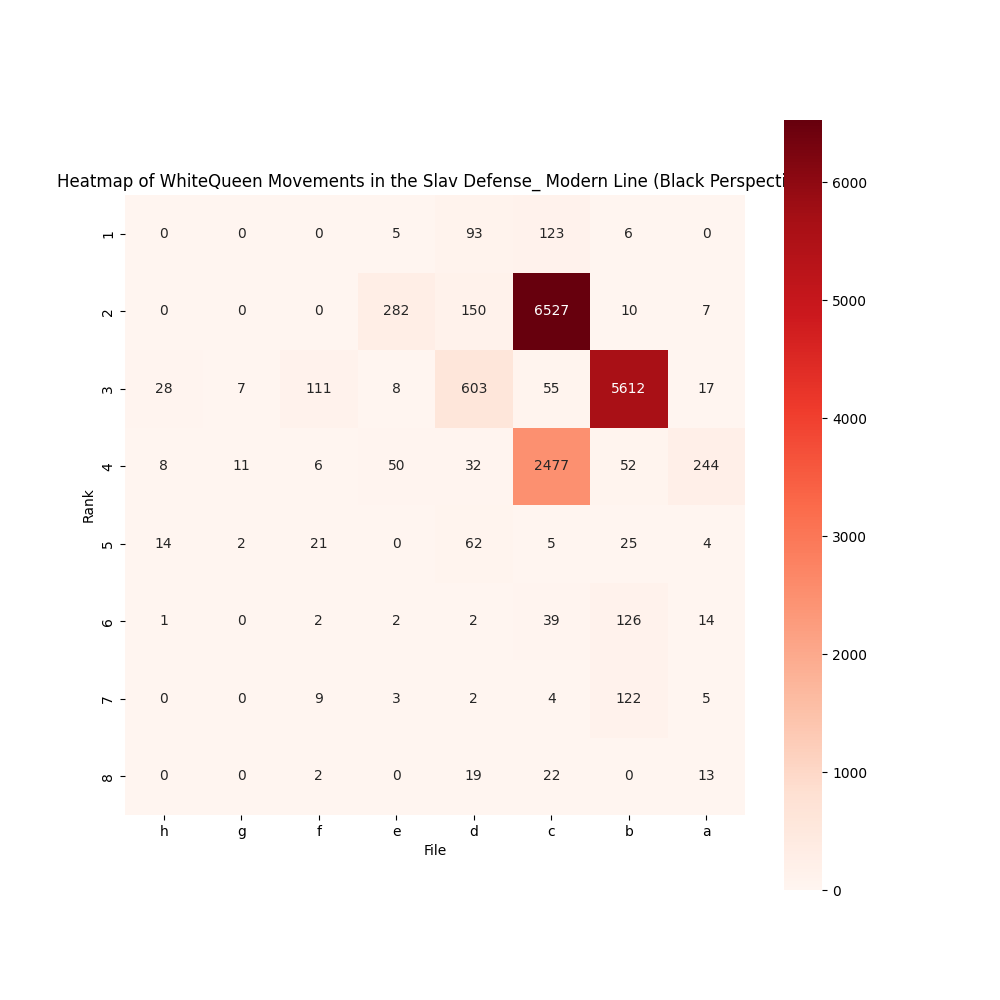 Heatmap of WhiteQueen Movements in the Slav Defense_ Modern Line (Black Perspecti
1 0 0 0 5 93 123 6 0
2 0 0 0 282 150 6527 10 7
3 28 7 111 8 603 55 5612 17
4 8 11 6 50 32 2477 52 244
5 14 2 21 0 62 5 25 4
6 1 0 2 2 2 39 126 14
7 0 0 9 3 2 4 122 5
8 0 0 2 0 19 22 0 13
h g f e d c b a
File
Rank
6000
5000
4000
3000
2000
1000
0